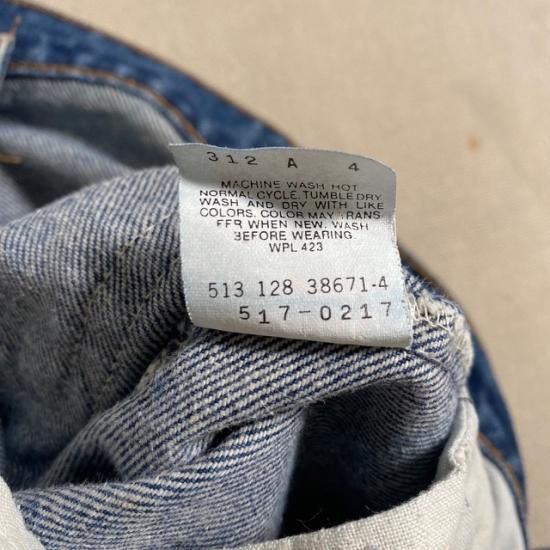 312 A 4
MACHINE WASH HOT
NORMAL CYCLE. TUMBLE DRY
WASH AND DRY WITH LIKE
COLORS. COLOR MAY TRANS
FER WHEN NEW. WASH
BEFORE WEARING.
WPL 423
513 128 38671-4
517-0217